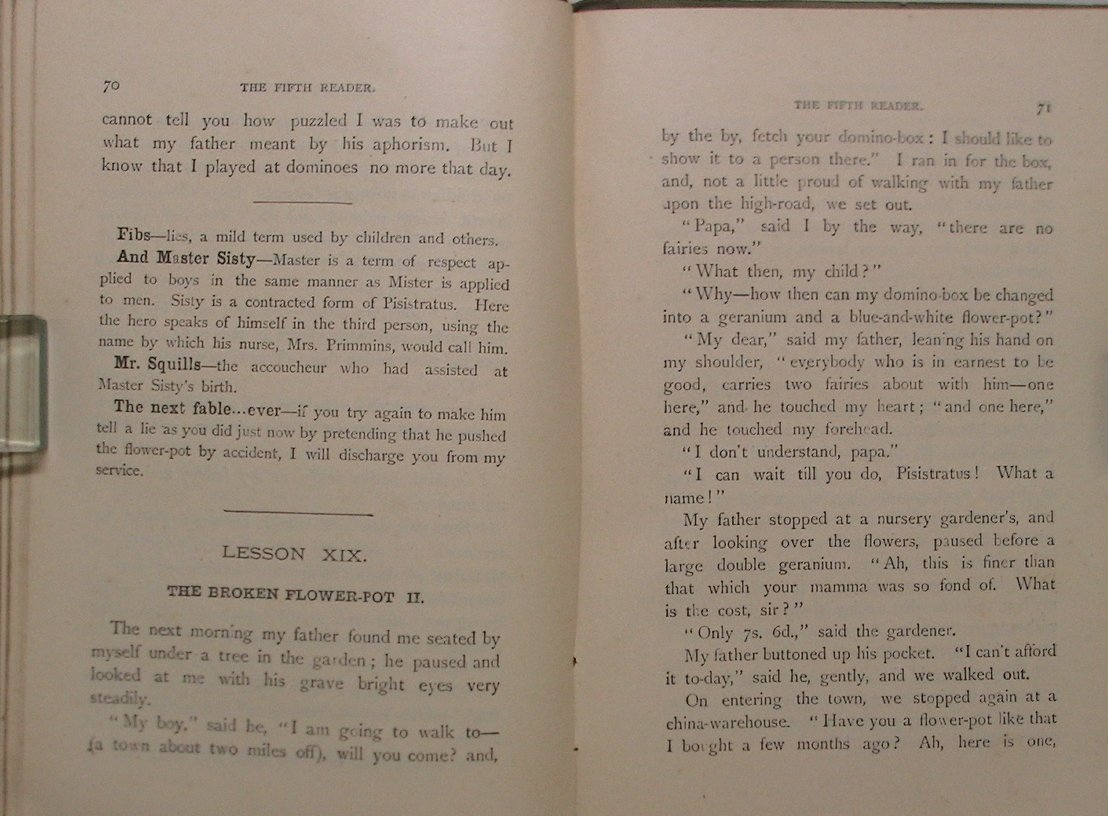 70
THE FIFTH READER.
cannot tell you how puzzled I was to make out
what my father meant by his aphorism. But I
know that I played at dominoes no more that day.
Fibs—lies, a mild term used by children and others.
And Master Sisty—Master is a term of respect ap-
plied to boys in the same manner as Mister is applied
to men. Sisty is a contracted form of Pisistratus. Here
the hero speaks of himself in the third person, using the
name by which his nurse, Mrs. Primmins, would call him.
Mr. Squills—the accoucheur who had assisted at
Master Sisty's birth.
The next fable...ever—if you try again to make him
tell a lie as you did just now by pretending that he pushed
the flower-pot by accident, I will discharge you from my
service.
LESSON XIX.
THE BROKEN FLOWER-POT II.
The next morning my father found me seated by
myself under a tree in the garden; he paused and
looked at me with his grave bright eyes very
steadily.
"My boy," said he, "I am going to walk to—
(a town about two miles off), will you come? and,
THE FIFTH READER.
71
by the by, fetch your domino-box: I should like to
show it to a person there." I ran in for the box,
and, not a little proud of walking with my father
upon the high-road, we set out.
"Papa," said I by the way, "there are no
fairies now."
"What then, my child?"
"Why—how then can my domino-box be changed
into a geranium and a blue-and-white flower-pot?"
"My dear," said my father, leaning his hand on
my shoulder, "everybody who is in earnest to be
good, carries two fairies about with him—one
here," and he touched my heart; "and one here,"
and he touched my forehead.
"I don't understand, papa."
"I can wait till you do, Pisistratus! What a
name!"
My father stopped at a nursery gardener's, and
after looking over the flowers, paused before a
large double geranium. "Ah, this is finer than
that which your mamma was so fond of. What
is the cost, sir?"
"Only 7s. 6d.," said the gardener.
My father buttoned up his pocket. "I can't afford
it to-day," said he, gently, and we walked out.
On entering the town, we stopped again at a
china-warehouse. "Have you a flower-pot like that
I bought a few months ago? Ah, here is one,